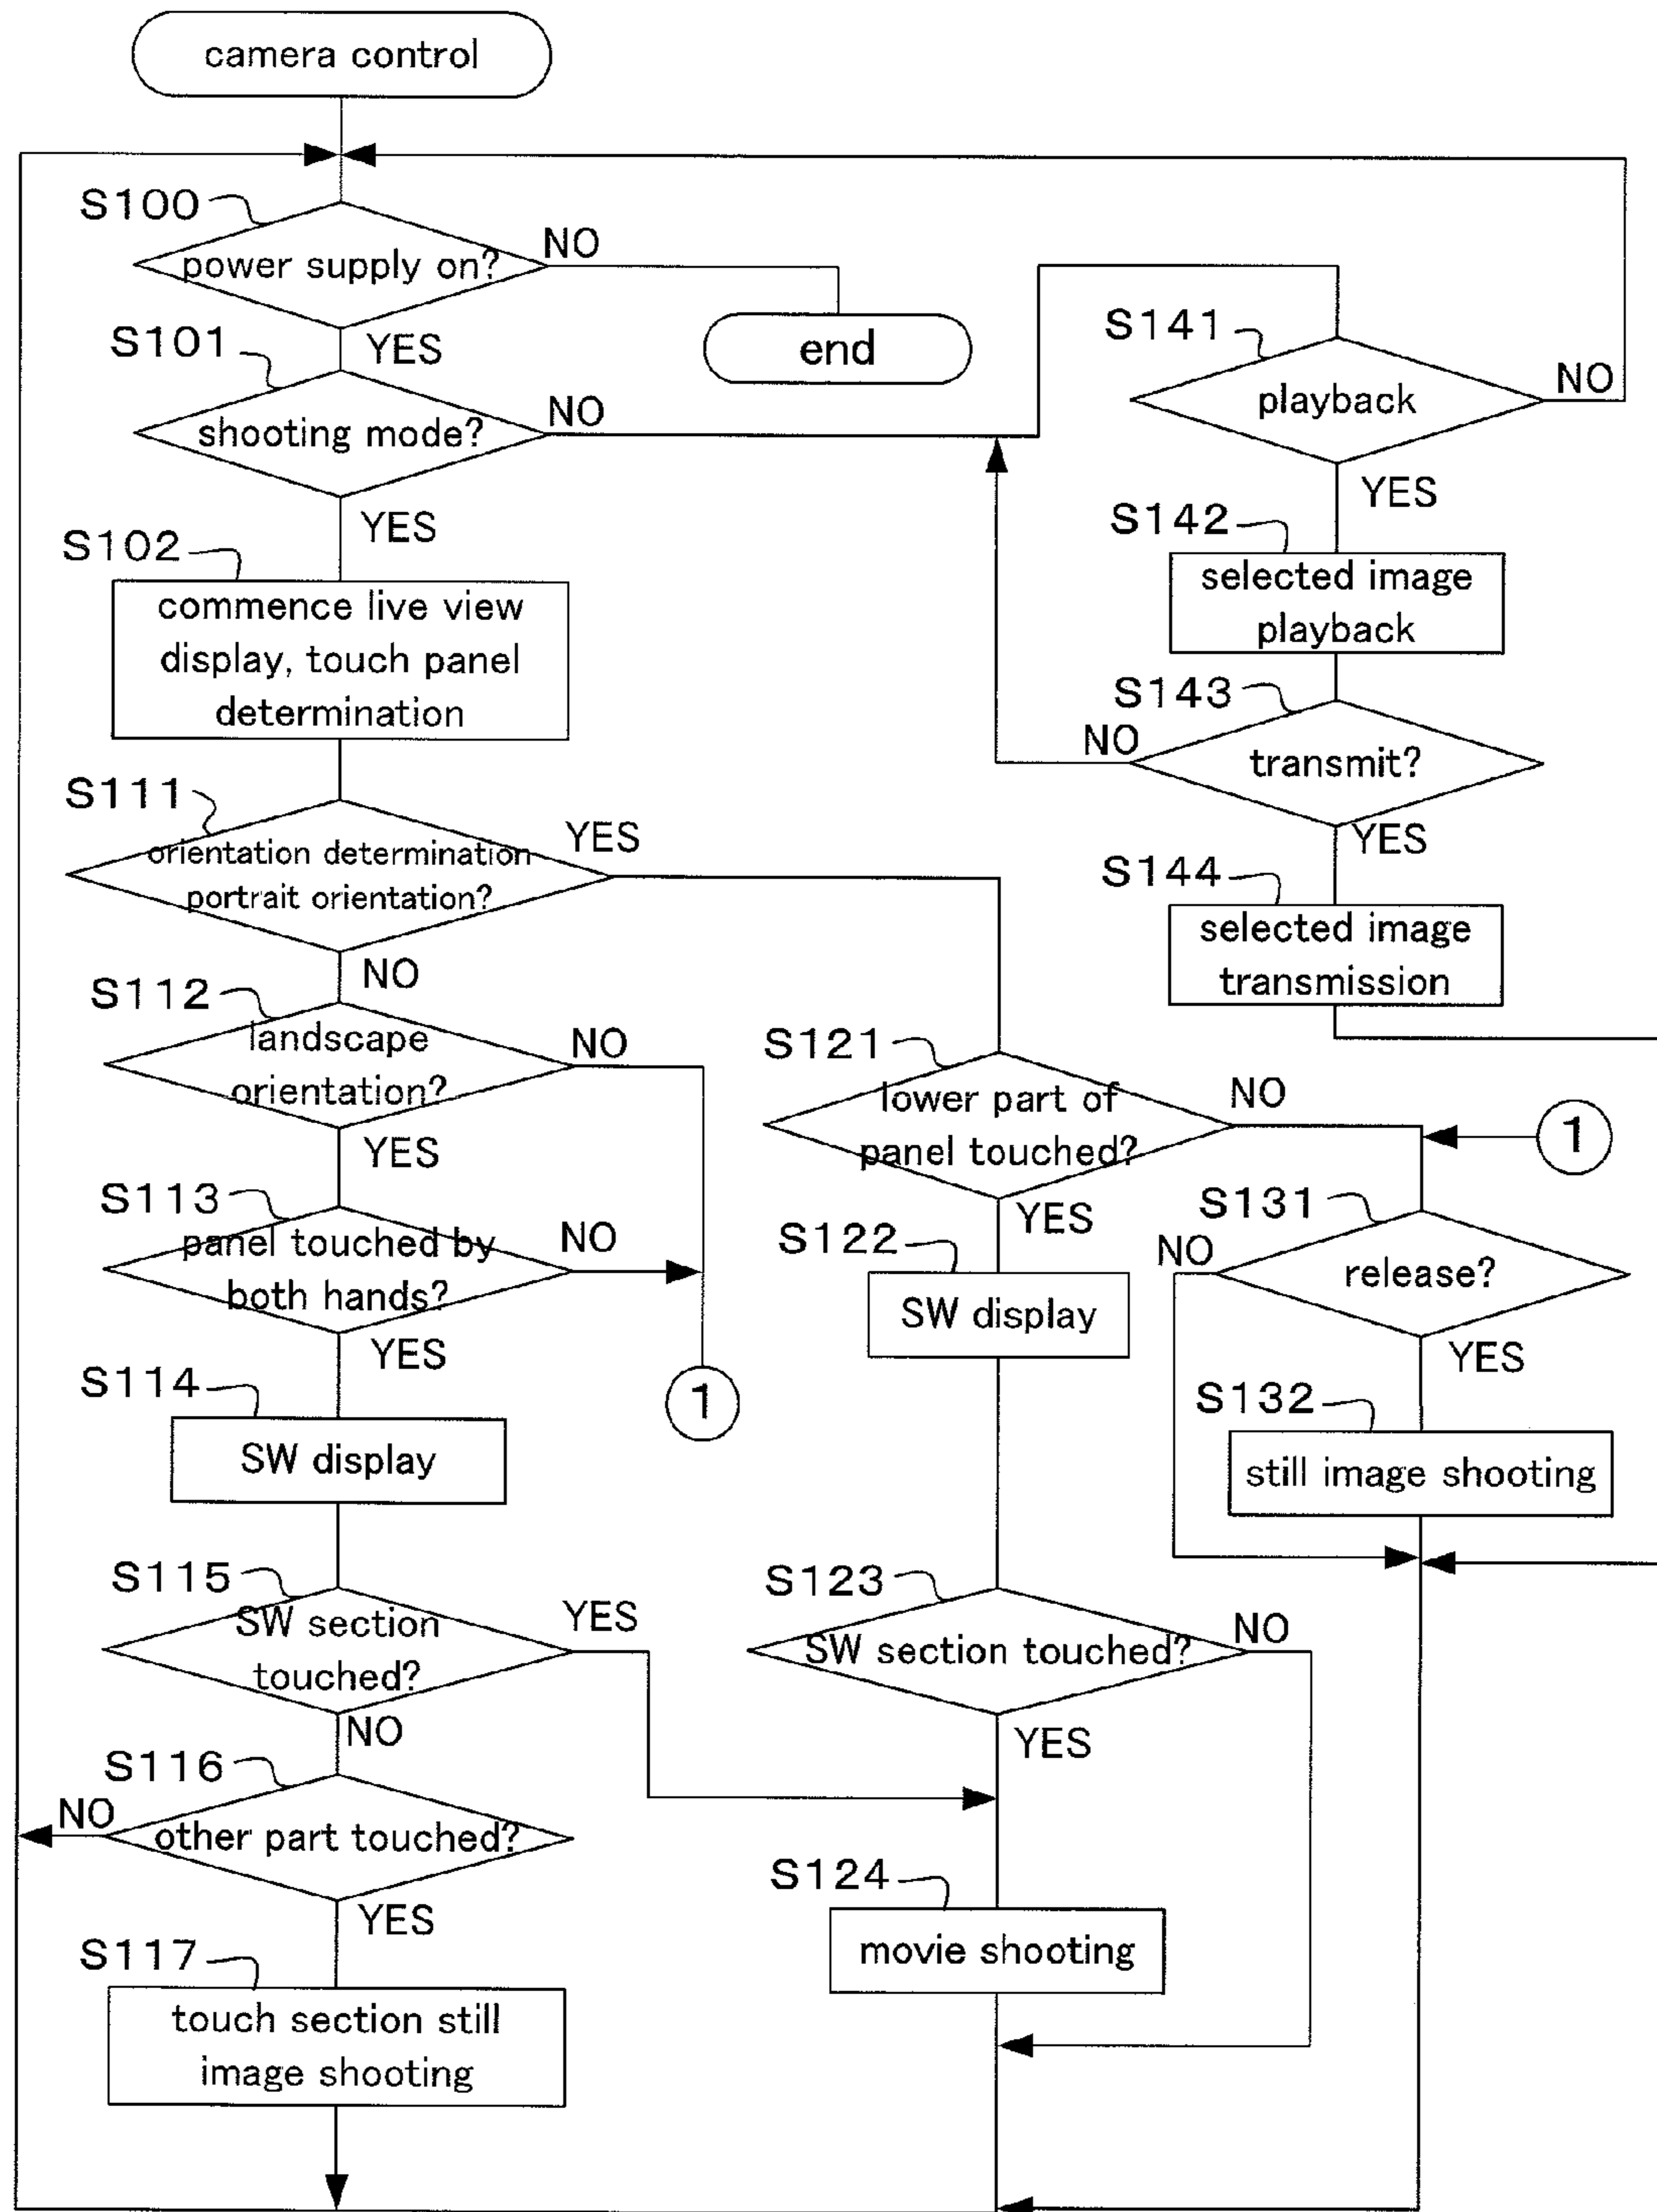 camera control
S100
power supply on?
NO
end
YES
S101
shooting mode?
NO
YES
S102
commence live view
display, touch panel
determination
S111
orientation determination
portrait orientation?
YES
NO
S112
landscape
orientation?
NO
YES
S113
panel touched by
both hands?
NO
YES
1
S114
SW display
S115
SW section
touched?
YES
NO
S116
other part touched?
NO
YES
S117
touch section still
image shooting
S121
lower part of
panel touched?
NO
YES
S122
SW display
S123
SW section touched?
NO
YES
S124
movie shooting
1
S131
release?
NO
YES
S132
still image shooting
S141
playback
NO
YES
S142
selected image
playback
S143
transmit?
NO
YES
S144
selected image
transmission